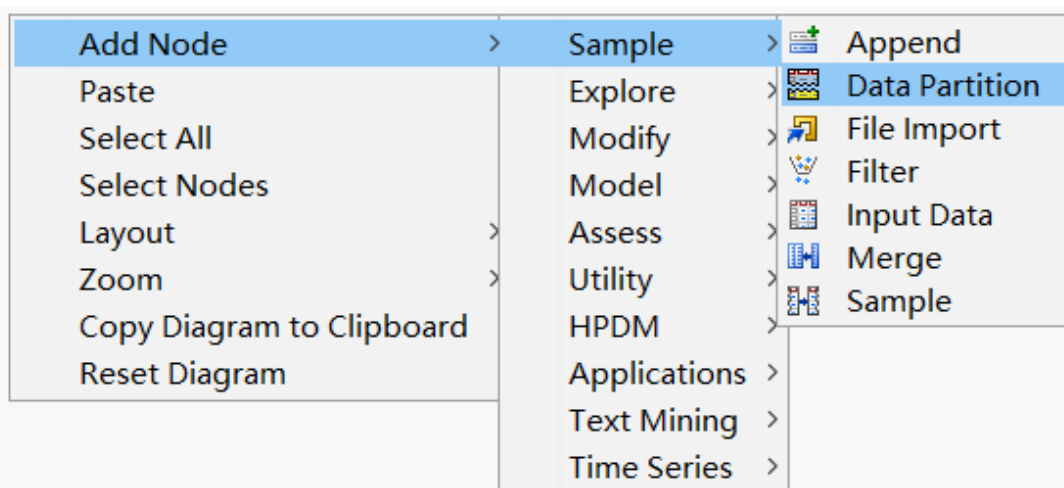 Add Node
Paste
Select All
Select Nodes
Layout
Zoom
Copy Diagram to Clipboard
Reset Diagram
Sample
Explore
Modify
Model
Assess
Utility
HPDM
Applications
Text Mining
Time Series
Append
Data Partition
File Import
Filter
Input Data
Merge
Sample